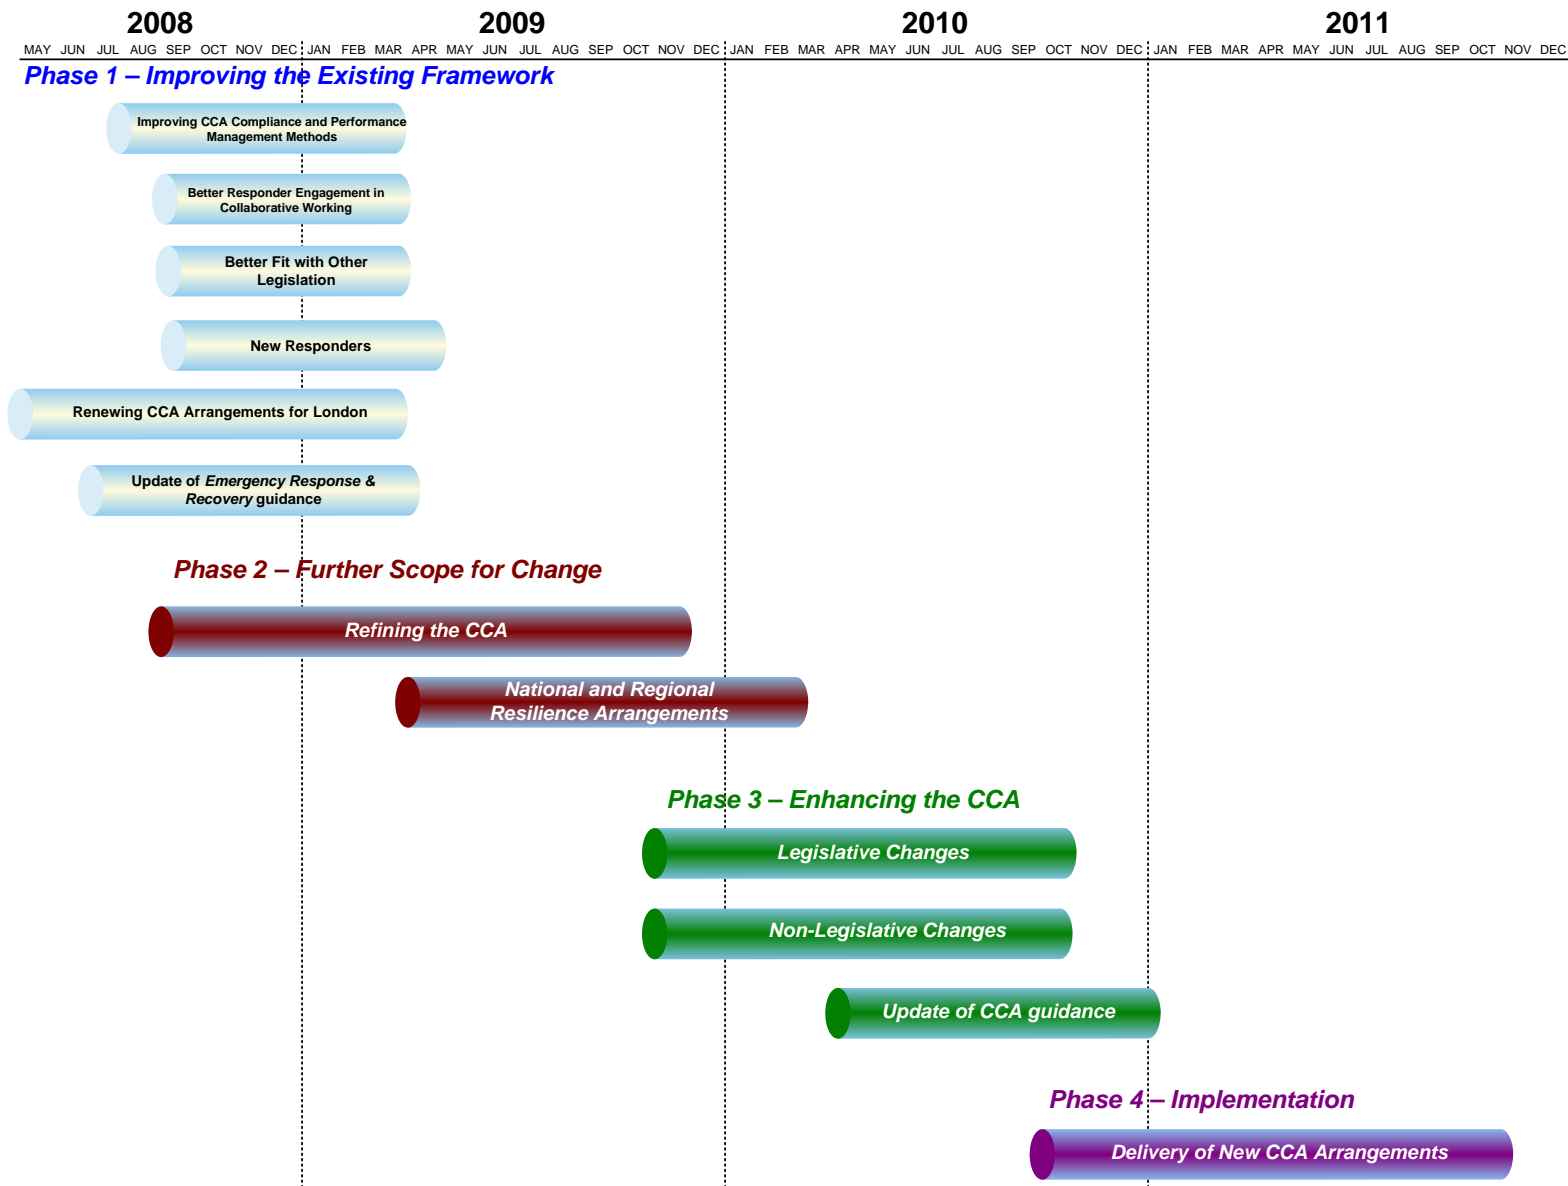 2008 2009 2010 2011
MAY JUN JUL AUG SEP OCT NOV DEC JAN FEB MAR APR MAY JUN JUL AUG SEP OCT NOV DEC JAN FEB MAR APR MAY JUN JUL AUG SEP OCT NOV DEC JAN FEB MAR APR MAY JUN JUL AUG SEP OCT NOV DEC
Phase 1 – Improving the Existing Framework
Improving CCA Compliance and Performance
Management Methods
Better Responder Engagement in
Collaborative Working
Better Fit with Other
Legislation
New Responders
Renewing CCA Arrangements for London
Update of Emergency Response &
Recovery guidance
Phase 2 – Further Scope for Change
Refining the CCA
National and Regional
Resilience Arrangements
Phase 3 – Enhancing the CCA
Legislative Changes
Non-Legislative Changes
Update of CCA guidance
Phase 4 – Implementation
Delivery of New CCA Arrangements